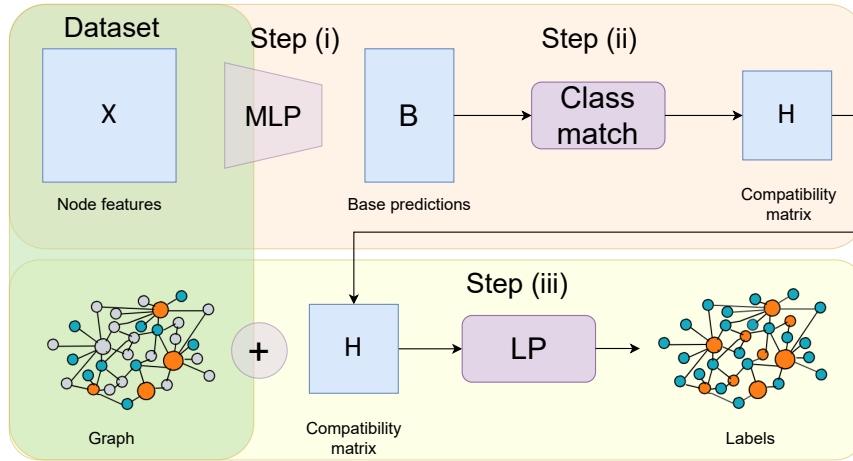 Dataset
Step (i)
Step (ii)
X
MLP
B
Class
match
H
Node features
Base predictions
Compatibility
matrix
Step (iii)
+
H
LP
Graph
Compatibility
matrix
Labels